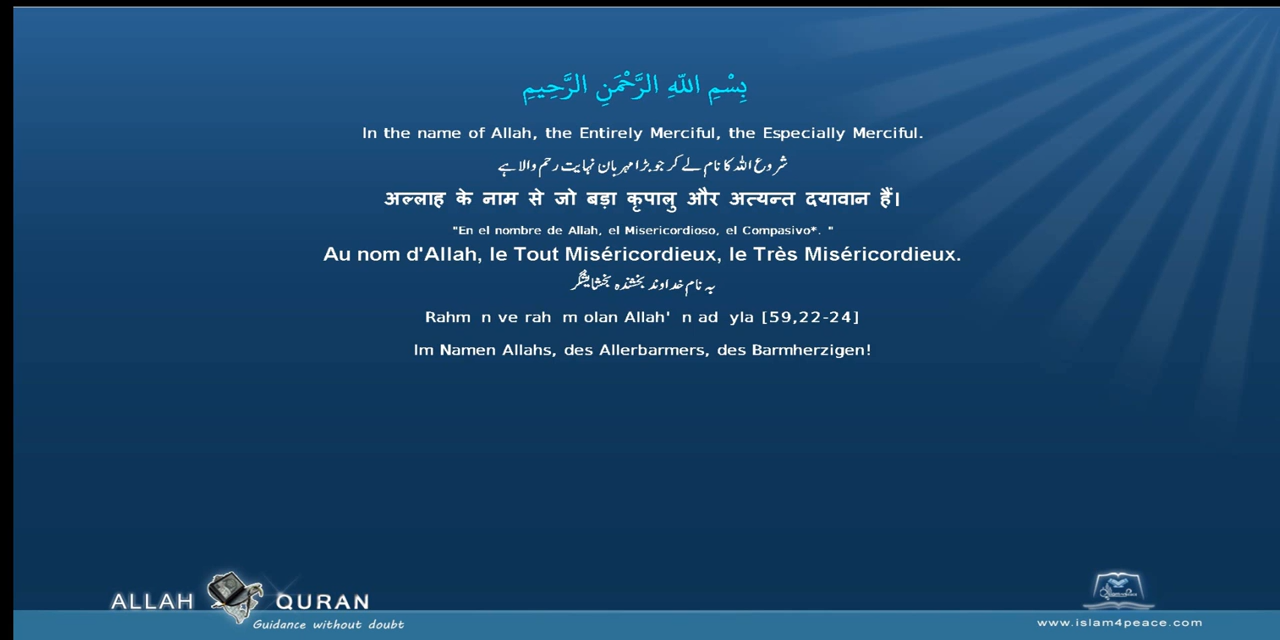 بِسْمِ اللّهِ الرَّحْمَنِ الرَّحِيمِ
In the name of Allah, the Entirely Merciful, the Especially Merciful.
شروع اللہ کا نام لے کر جو بڑا مہربان نہایت رحم والا ہے
अल्लाह के नाम से जो बड़ा कृपालु और अत्यन्त दयावान हैं।
"En el nombre de Allah, el Misericordioso, el Compasivo*. "
Au nom d'Allah, le Tout Miséricordieux, le Très Miséricordieux.
به نام خداوند بخشنده بخشایشگر
Rahm n ve rah m olan Allah' n ad yla [59,22-24]
Im Namen Allahs, des Allerbarmers, des Barmherzigen!
ALLAH QURAN
Guidance without doubt
www.islam4peace.com